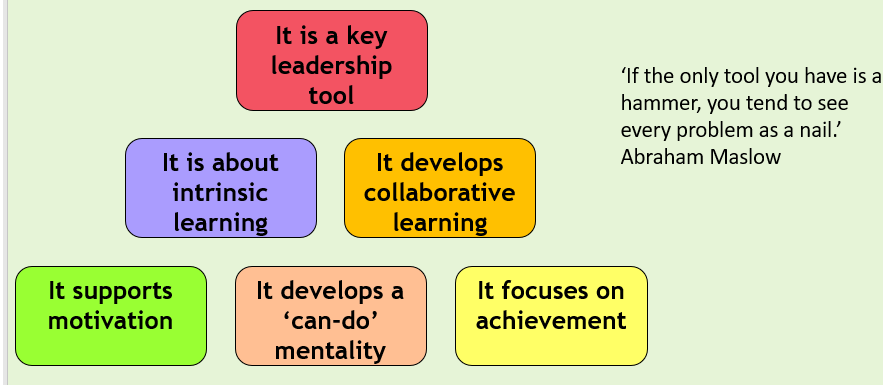 It is a key
leadership
tool
‘If the only tool you have is a
hammer, you tend to see
every problem as a nail.’
Abraham Maslow
It is about
intrinsic
learning
It develops
collaborative
learning
It supports
motivation
It develops a
‘can-do’
mentality
It focuses on
achievement